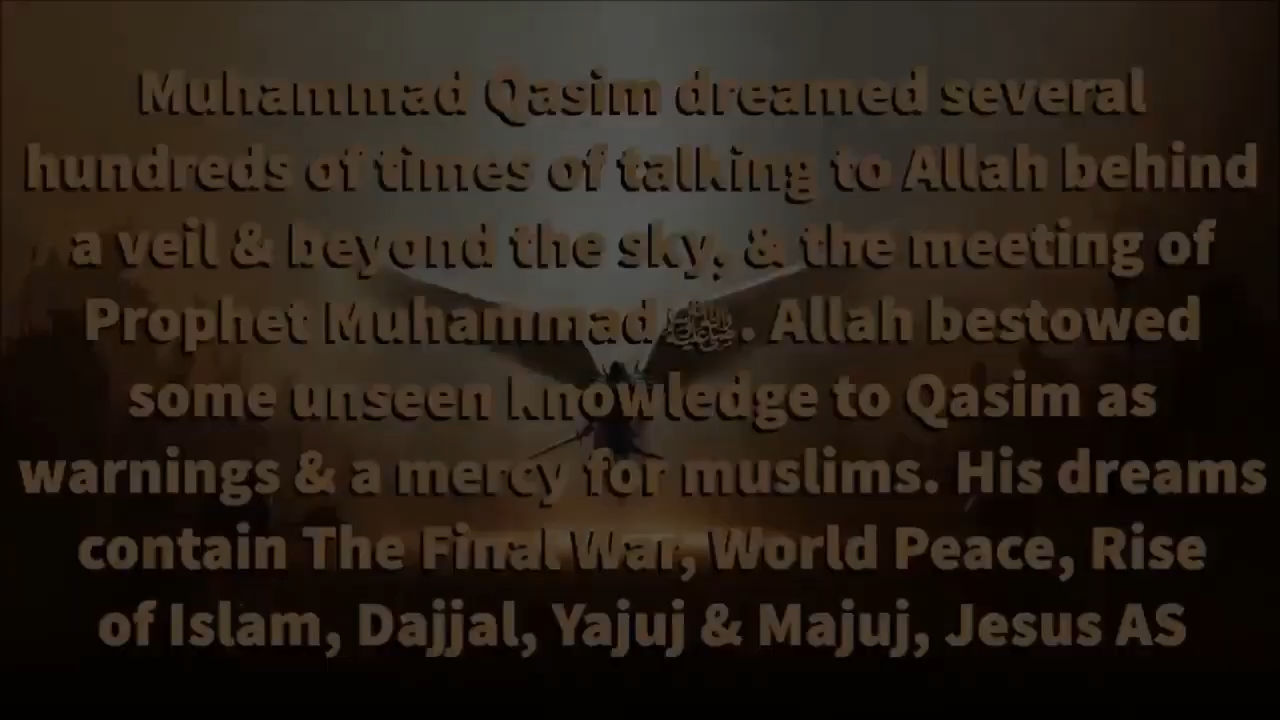 Muhammad Qasim dreamed several
hundreds of times of talking to Allah behind
a veil & beyond the sky, & the meeting of
Prophet Muhammad ﷺ. Allah bestowed
some unseen knowledge to Qasim as
warnings & a mercy for muslims. His dreams
contain The Final War, World Peace, Rise
of Islam, Dajjal, Yajuj & Majuj, Jesus AS